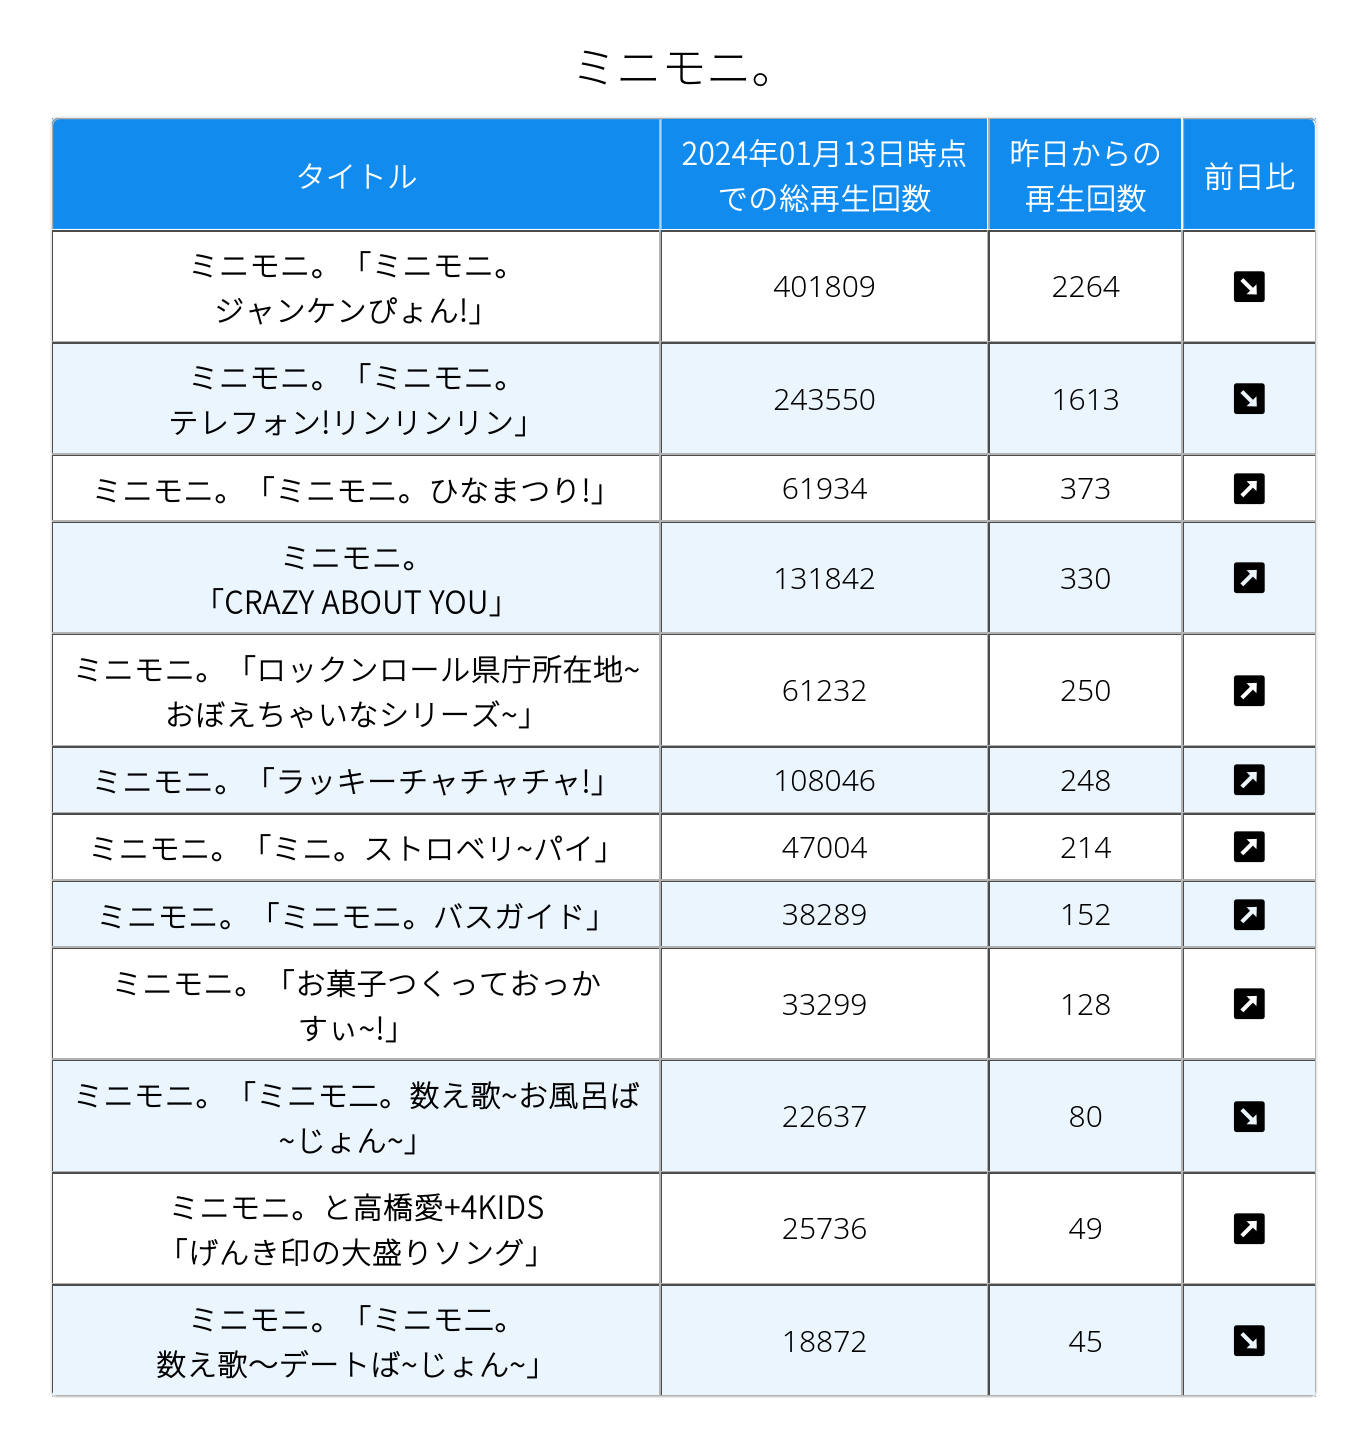 ミニモニ。
タイトル
2024年01月13日時点
での総再生回数
昨日からの
再生回数
前日比
ミニモニ。「ミニモニ。
ジャンケンぴょん!」
401809
2264
ミニモニ。「ミニモニ。
テレフォン!リンリンリン」
243550
1613
ミニモニ。「ミニモニ。ひなまつり!」
61934
373
ミニモニ。
「CRAZY ABOUT YOU」
131842
330
ミニモニ。「ロックンロール県庁所在地~
おぼえちゃいなシリーズ~」
61232
250
ミニモニ。「ラッキーチャチャチャ!」
108046
248
ミニモニ。「ミニ。ストロベリ~パイ」
47004
214
ミニモニ。「ミニモニ。バスガイド」
38289
152
ミニモニ。「お菓子つくっておっか
すぃ~!」
33299
128
ミニモニ。「ミニモ二。数え歌~お風呂ば
~じょん~」
22637
80
ミニモニ。と高橋愛+4KIDS
「げんき印の大盛りソング」
25736
49
ミニモニ。「ミニモ二。
数え歌～デートば~じょん~」
18872
45